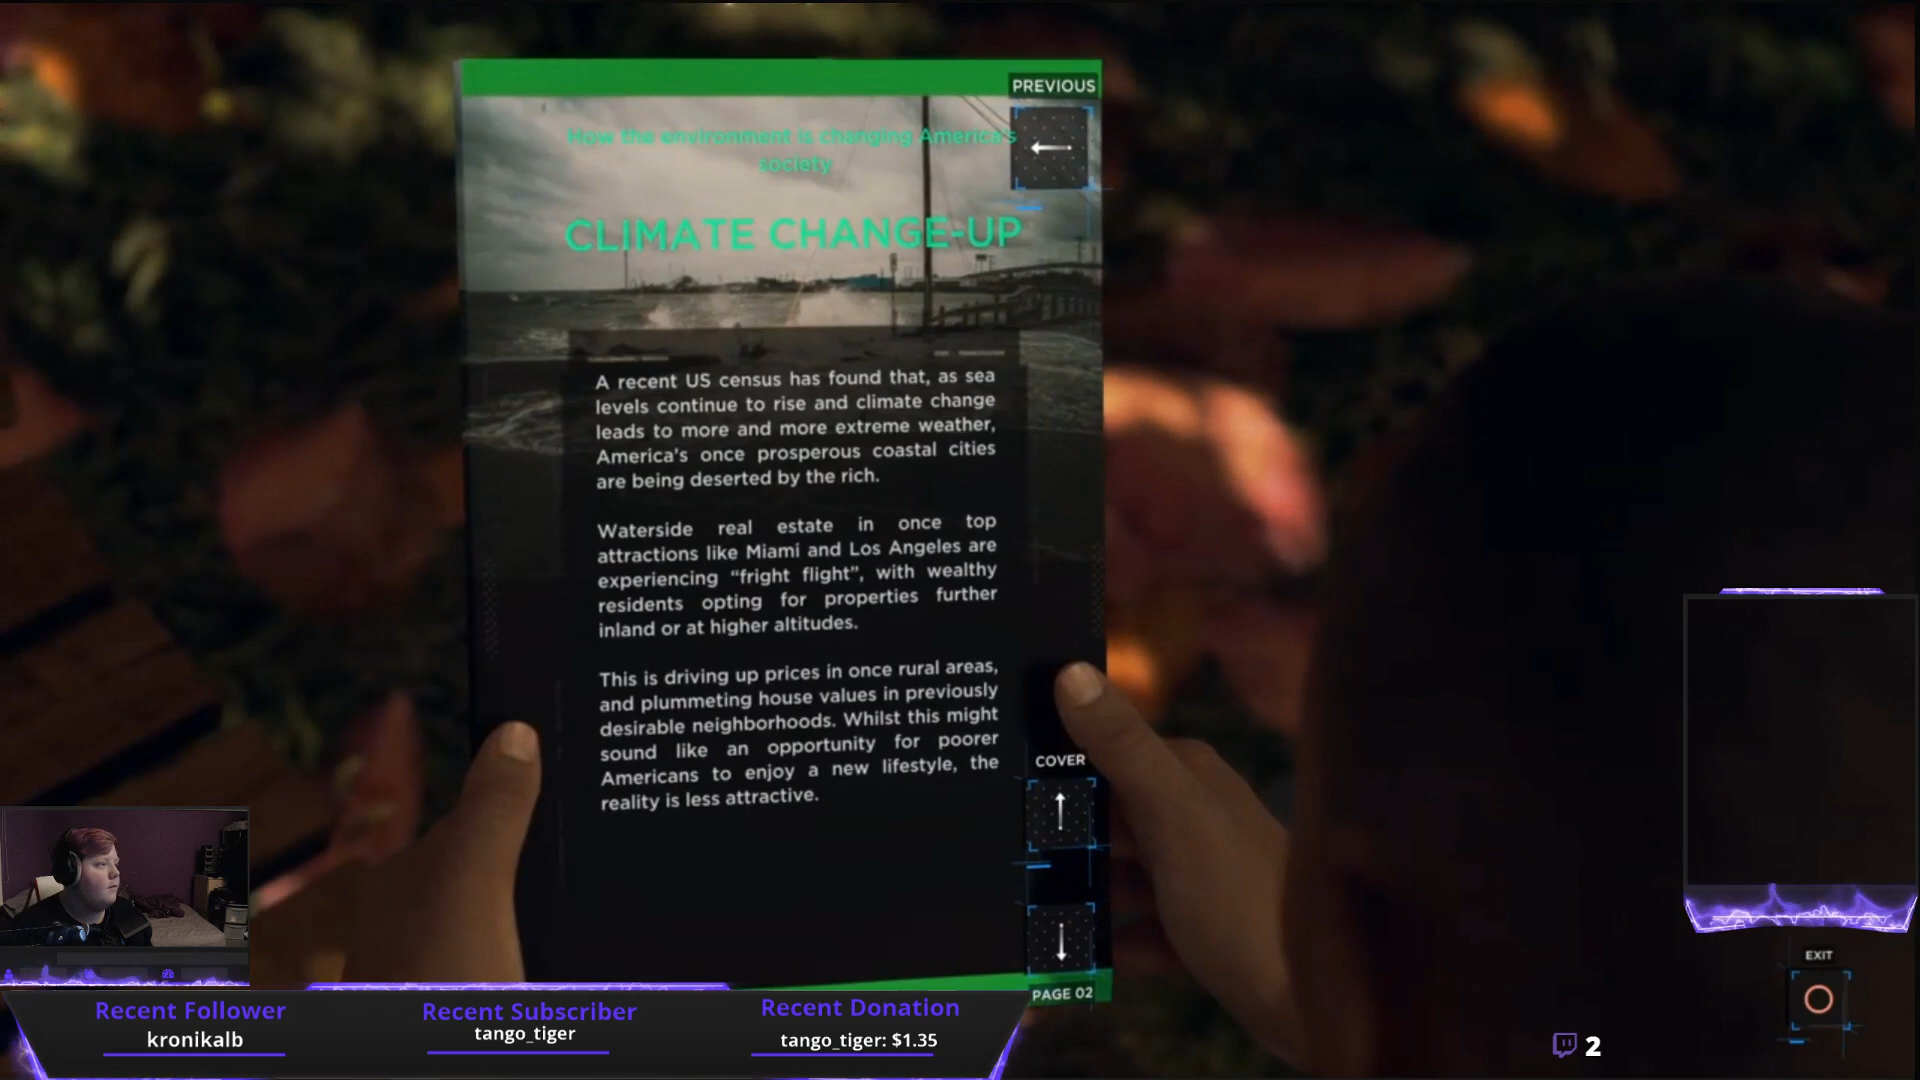 PREVIOUS
How the environment is changing America's
society
CLIMATE CHANGE-UP
A recent US census has found that, as sea
levels continue to rise and climate change
leads to more and more extreme weather,
America's once prosperous coastal cities
are being deserted by the rich.
Waterside real estate in once top
attractions like Miami and Los Angeles are
experiencing "fright flight", with wealthy
residents opting for properties further
inland or at higher altitudes.
This is driving up prices in once rural areas,
and plummeting house values in previously
desirable neighborhoods. Whilst this might
sound like an opportunity for poorer
Americans to enjoy a new lifestyle, the
reality is less attractive.
COVER
PAGE 02
EXIT
Recent Follower
kronikalb
Recent Subscriber
tango_tiger
Recent Donation
tango_tiger: $1.35
2